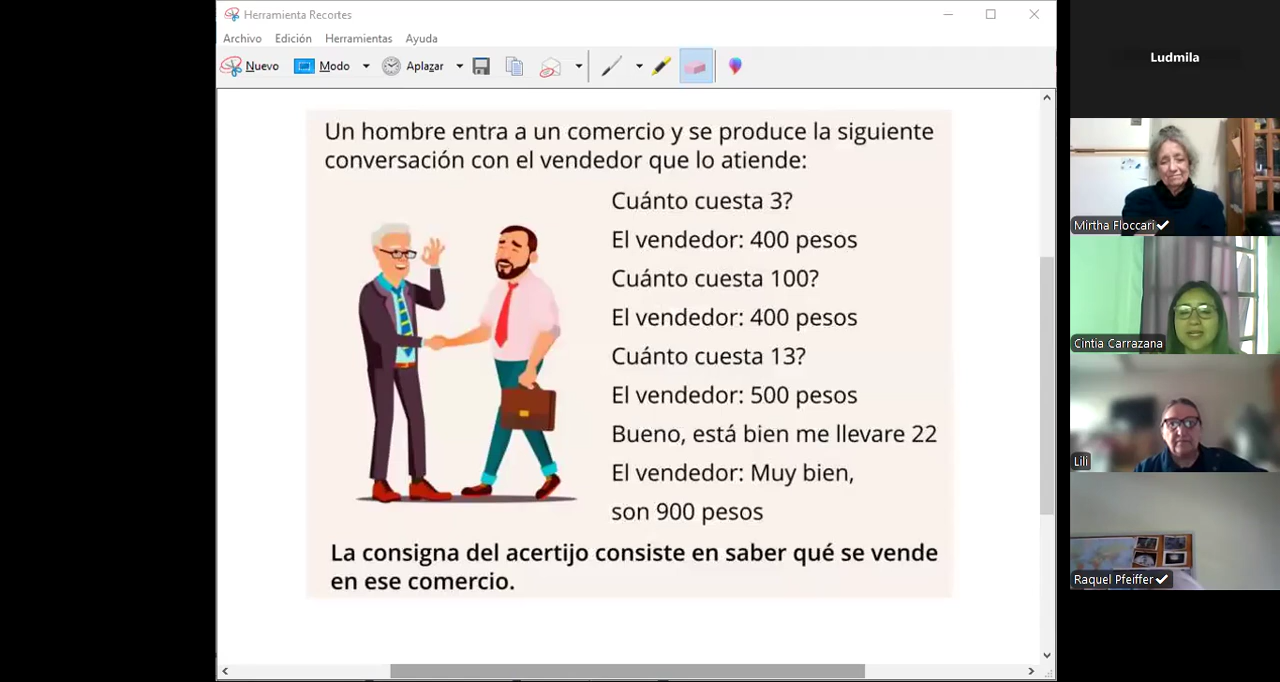 Herramienta Recortes
Archivo Edición Herramientas Ayuda
Nuevo Modo Aplazar
Un hombre entra a un comercio y se produce la siguiente
conversación con el vendedor que lo atiende:
Cuánto cuesta 3?
El vendedor: 400 pesos
Cuánto cuesta 100?
El vendedor: 400 pesos
Cuánto cuesta 13?
El vendedor: 500 pesos
Bueno, está bien me llevare 22
El vendedor: Muy bien,
son 900 pesos
La consigna del acertijo consiste en saber qué se vende
en ese comercio.
Ludmila
Mirtha Floccari
Cintia Carrazana
Lili
Raquel Pfeiffer